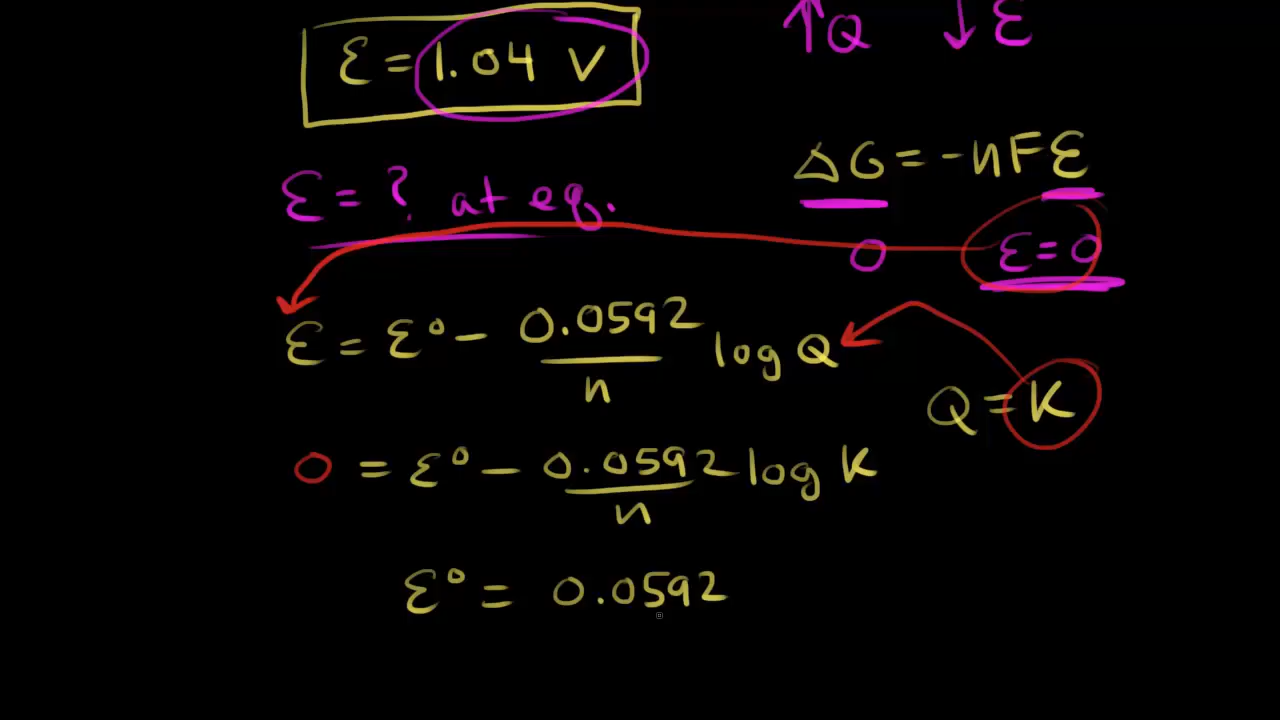 ε = 1.04 V
↑Q ↓ε
ΔG = -nFε
ε = ? at eq.
0 ε = 0
ε = ε° - 0.0592/n log Q
Q = K
0 = ε° - 0.0592/n log K
ε° = 0.0592